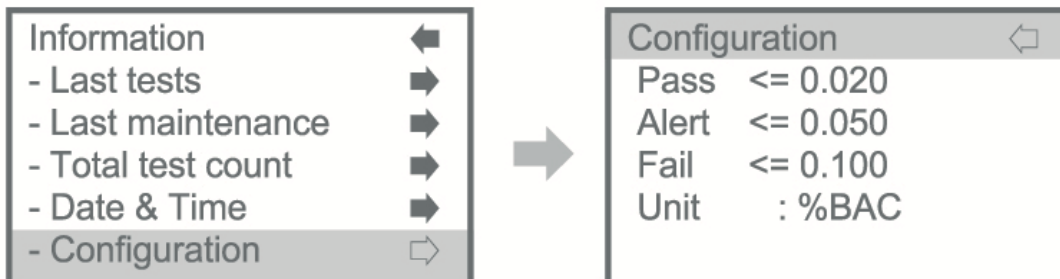 Information
- Last tests
- Last maintenance
- Total test count
- Date & Time
- Configuration
Configuration
Pass <= 0.020
Alert <= 0.050
Fail <= 0.100
Unit : %BAC